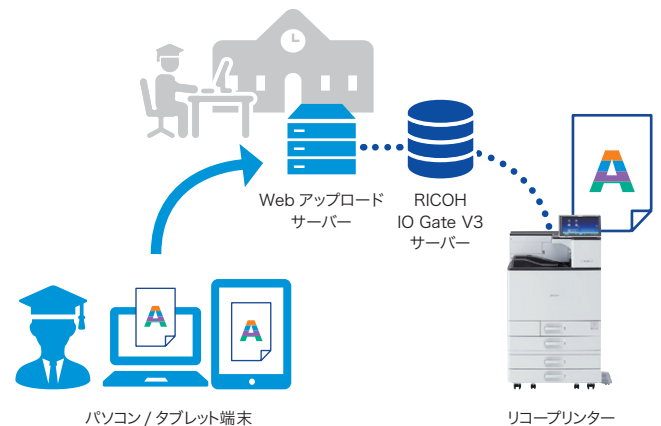 Web アップロード
サーバー
RICOH
IO Gate V3
サーバー
A
A
A
パソコン / タブレット端末
リコープリンター